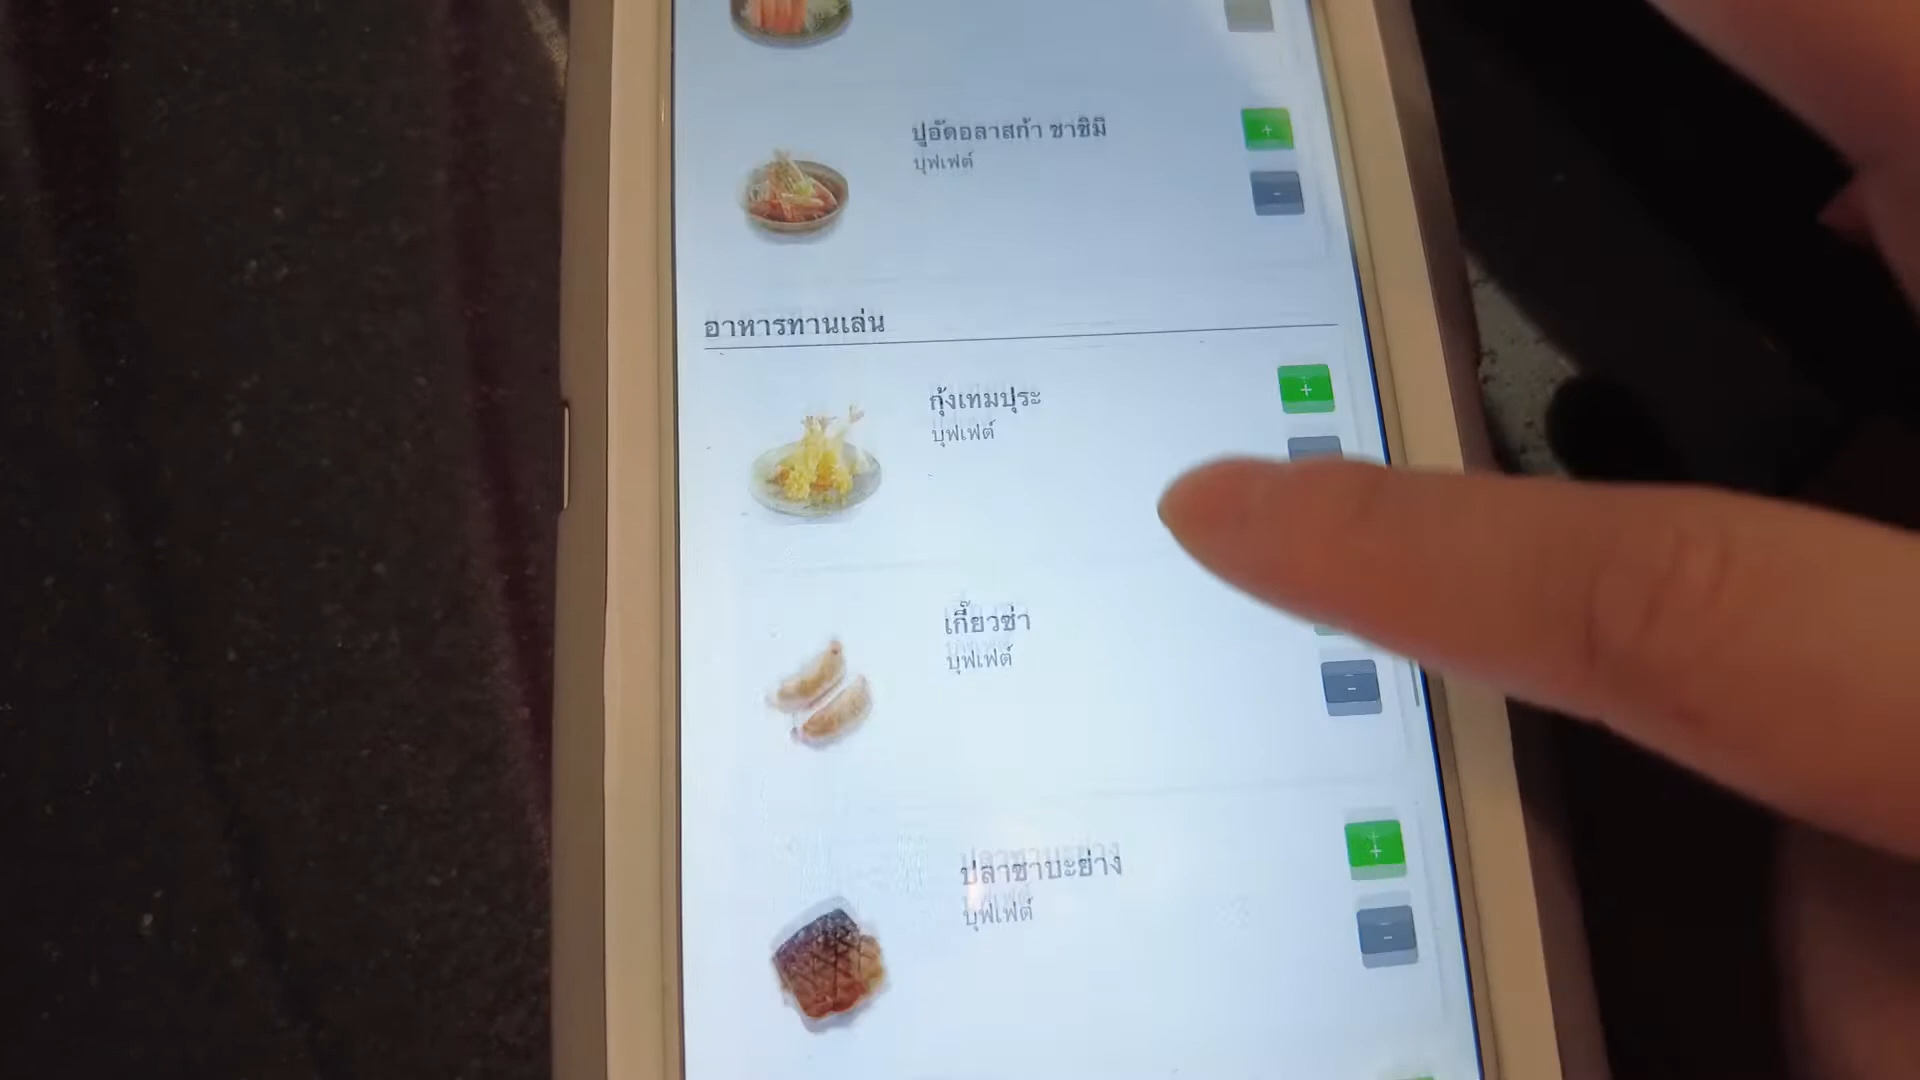 ปูอัดอลาสก้า ซาชิมิ
บุฟเฟต์
+
-
อาหารทานเล่น
กุ้งเทมปุระ
บุฟเฟต์
+
เกี๊ยวซ่า
บุฟเฟต์
-
ปลาซาบะย่าง
บุฟเฟต์
+
-